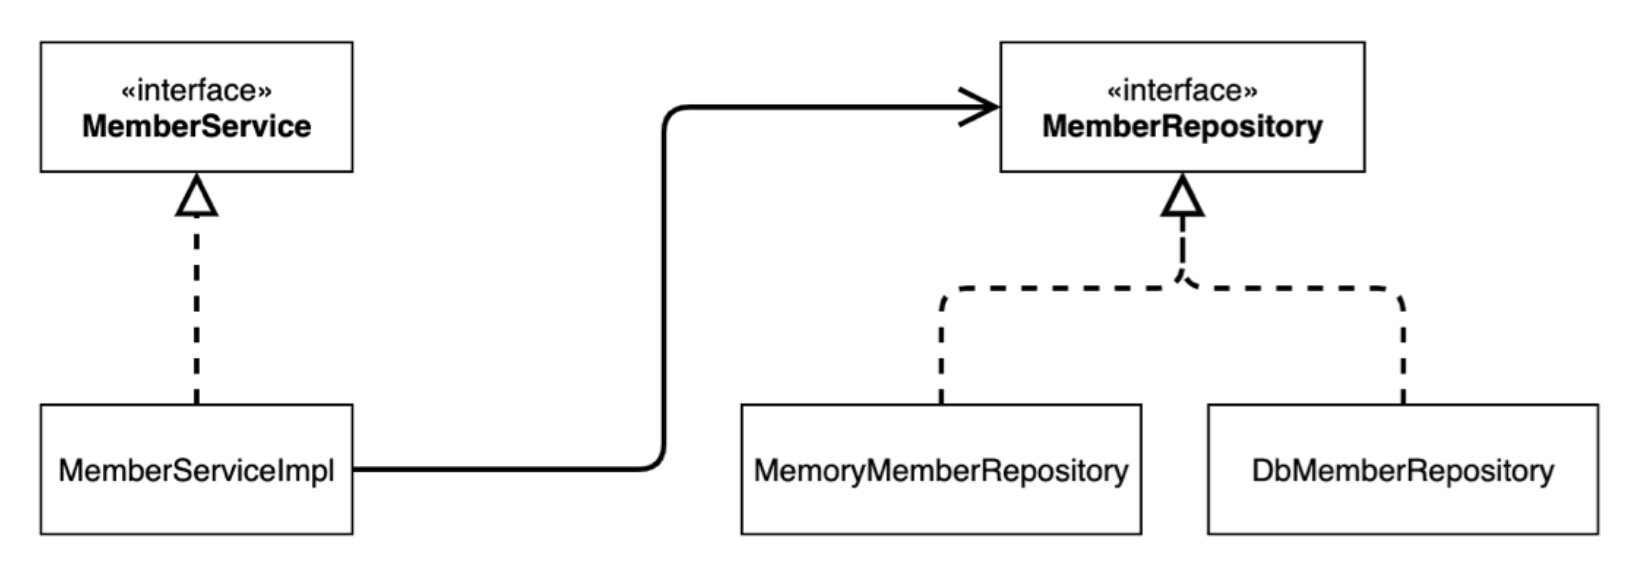 «interface»
MemberService
«interface»
MemberRepository
MemberServiceImpl
MemoryMemberRepository
DbMemberRepository